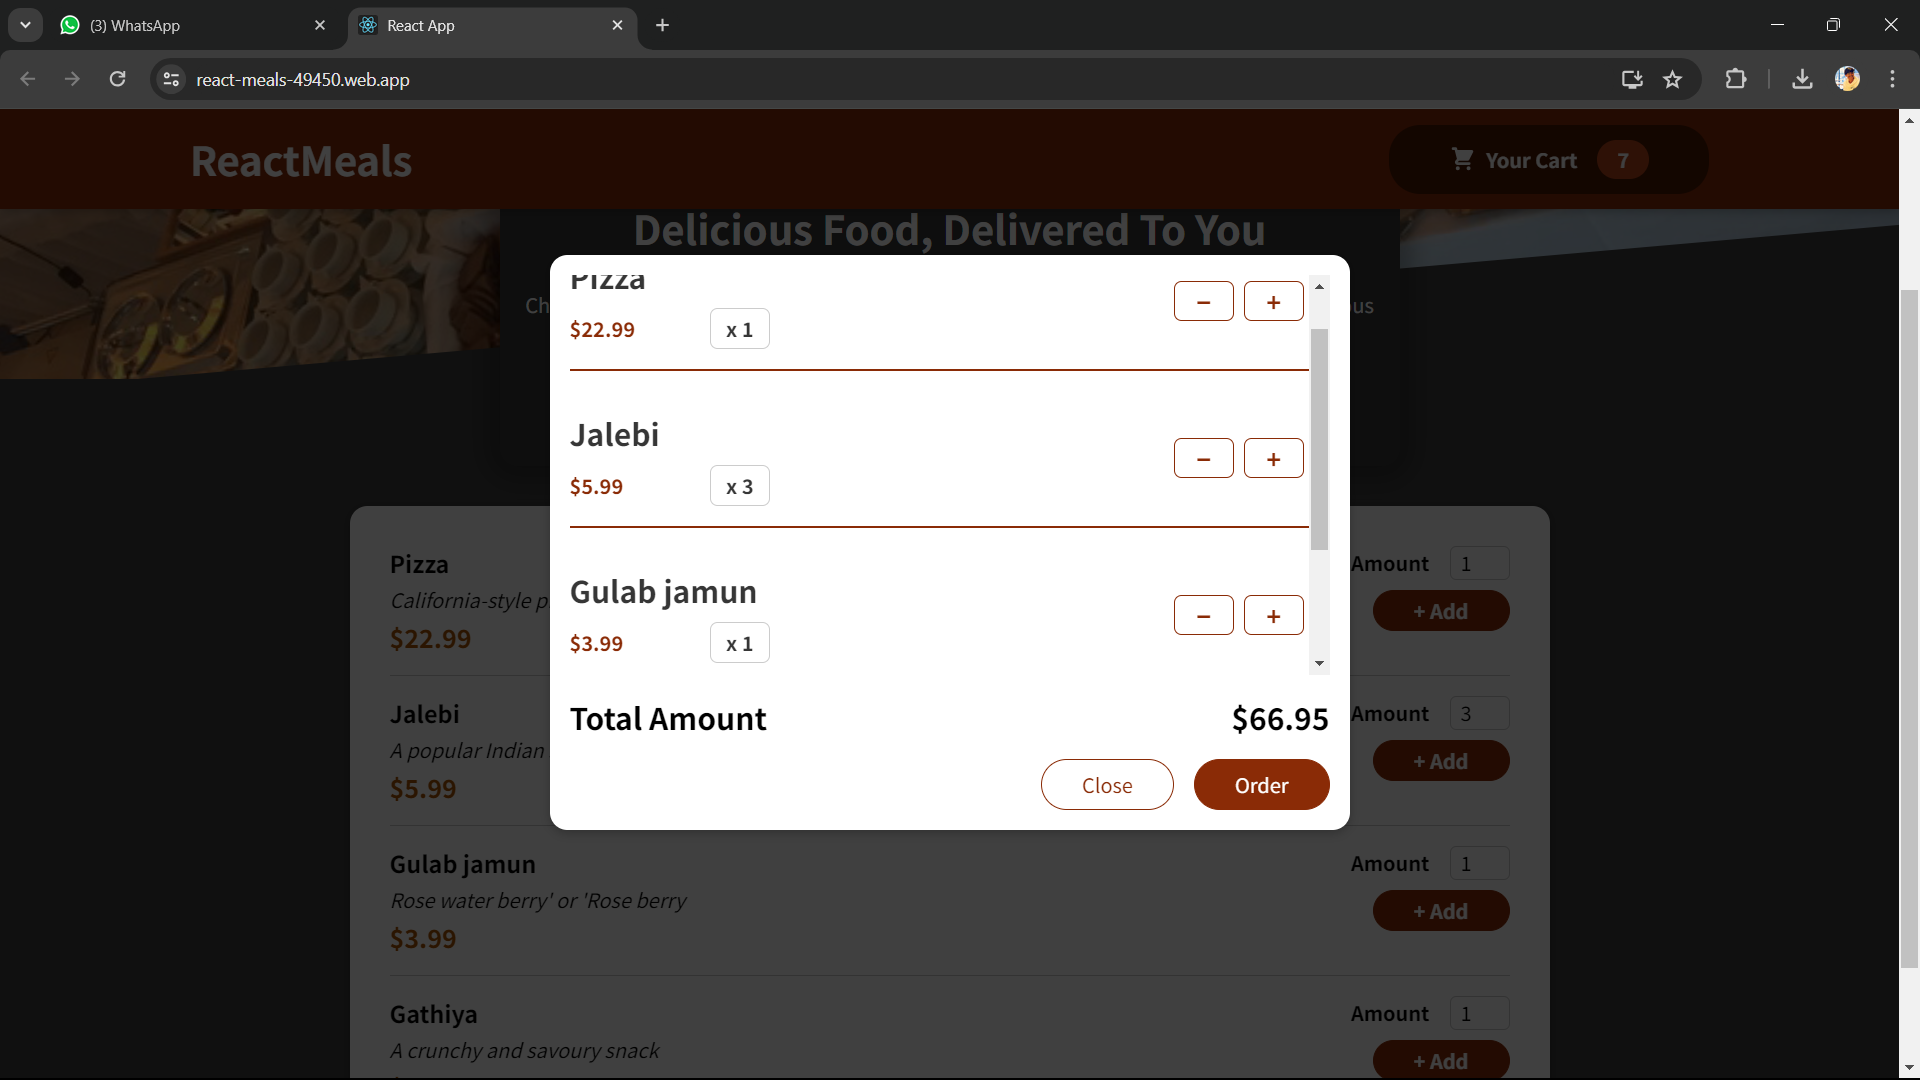 (3) WhatsApp
React App
react-meals-49450.web.app
ReactMeals
Your Cart 7
Delicious Food, Delivered To You
Pizza
− +
$22.99 x 1
Jalebi
− +
$5.99 x 3
Gulab jamun
− +
$3.99 x 1
Total Amount $66.95
Close Order
Pizza
Amount 1
California-style
+ Add
$22.99
Jalebi
Amount 3
A popular Indian
+ Add
$5.99
Gulab jamun
Amount 1
Rose water berry' or 'Rose berry
+ Add
$3.99
Gathiya
Amount 1
A crunchy and savoury snack
+ Add